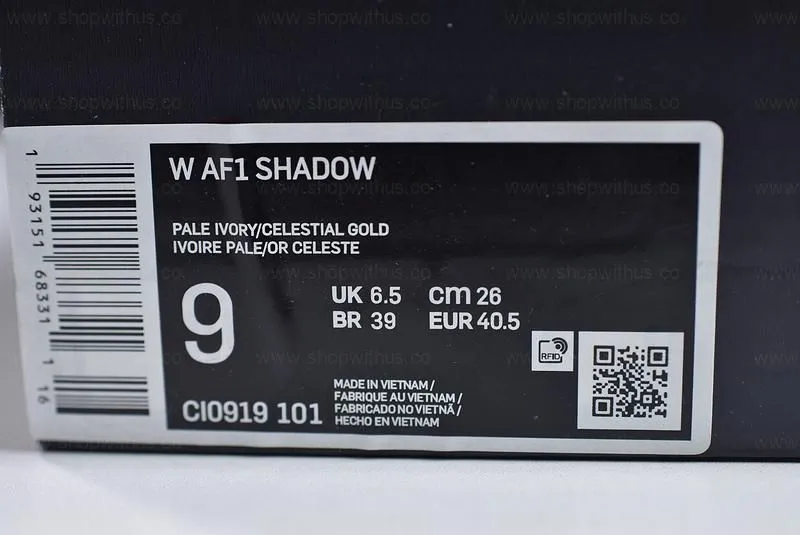 www.shopwithus.co
W AF1 SHADOW
PALE IVORY/CELESTIAL GOLD
IVOIRE PALE/OR CELESTE
9
UK 6.5 cm 26
BR 39 EUR 40.5
RFID
CI0919 101
MADE IN VIETNAM /
FABRIQUE AU VIETNAM /
FABRICADO NO VIETNÃ /
HECHO EN VIETNAM
1 93151 68331 1 16